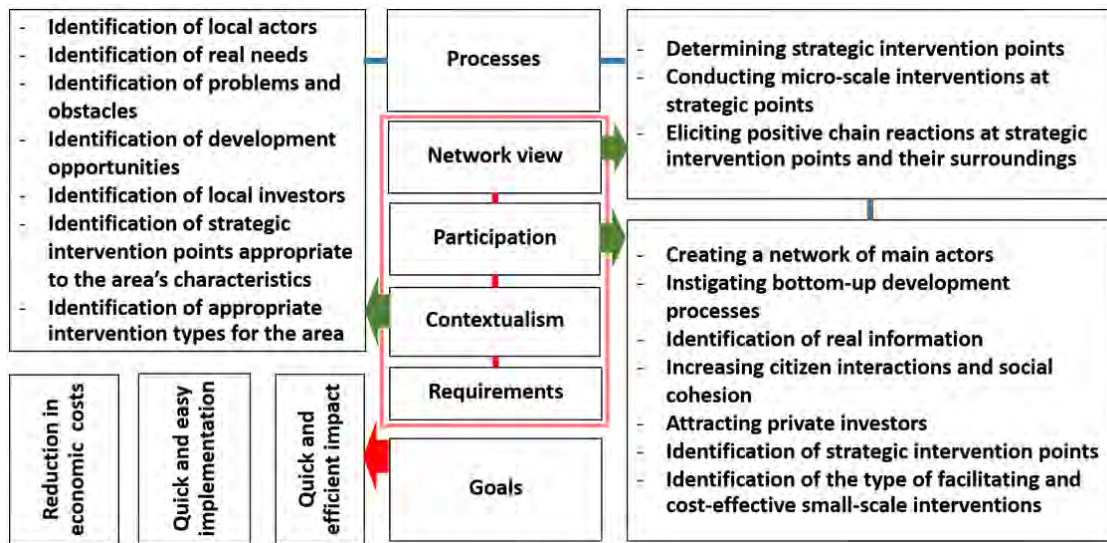 - Identification of local actors
- Identification of real needs
- Identification of problems and
obstacles
- Identification of development
opportunities
- Identification of local investors
- Identification of strategic
intervention points appropriate
to the area's characteristics
- Identification of appropriate
intervention types for the area
Processes
Network view
Participation
Contextualism
Requirements
Goals
- Determining strategic intervention points
- Conducting micro-scale interventions at
strategic points
- Eliciting positive chain reactions at strategic
intervention points and their surroundings
- Creating a network of main actors
- Instigating bottom-up development
processes
- Identification of real information
- Increasing citizen interactions and social
cohesion
- Attracting private investors
- Identification of strategic intervention points
- Identification of the type of facilitating and
cost-effective small-scale interventions
Reduction in
economic costs
Quick and easy
implementation
Quick and
efficient impact